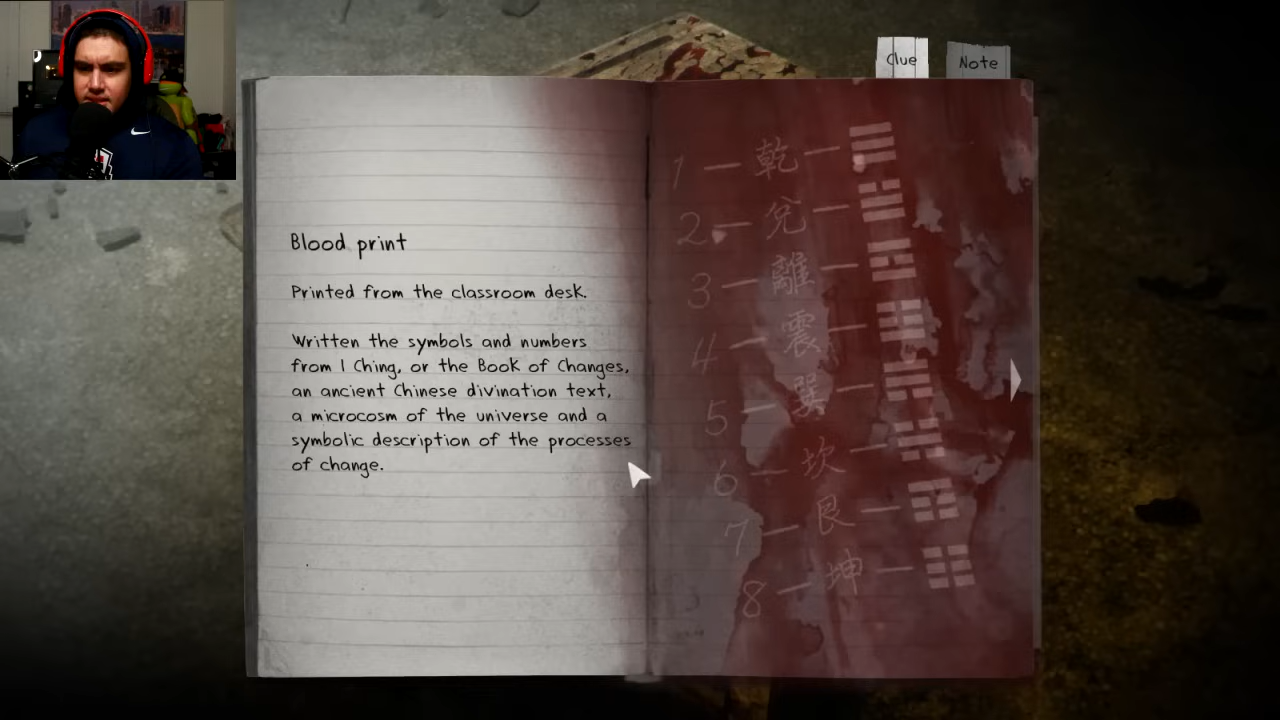 Clue
Note
Blood print
Printed from the classroom desk.
Written the symbols and numbers
from I Ching, or the Book of Changes,
an ancient Chinese divination text,
a microcosm of the universe and a
symbolic description of the processes
of change.
1 — 乾 — ☰
2 — 兌 — ☱
3 — 離 — ☲
4 — 震 — ☳
5 — 巽 — ☴
6 — 坎 — ☵
7 — 艮 — ☶
8 — 坤 — ☷